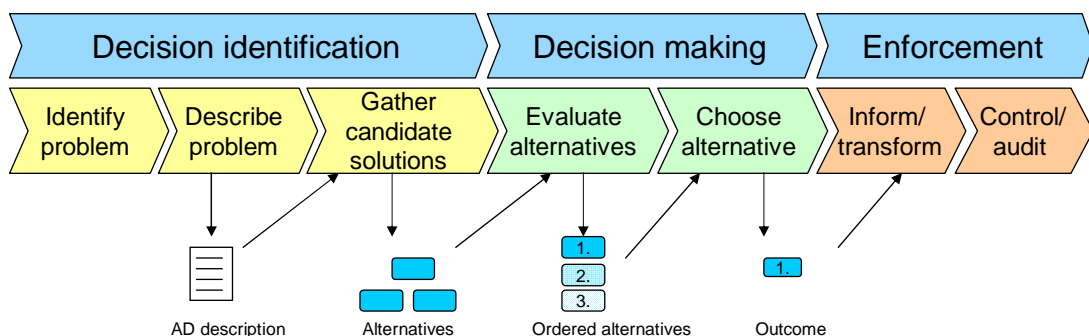 Decision identification
Decision making
Enforcement
Identify
problem
Describe
problem
Gather
candidate
solutions
Evaluate
alternatives
Choose
alternative
Inform/
transform
Control/
audit
1.
2.
3.
1.
AD description
Alternatives
Ordered alternatives
Outcome